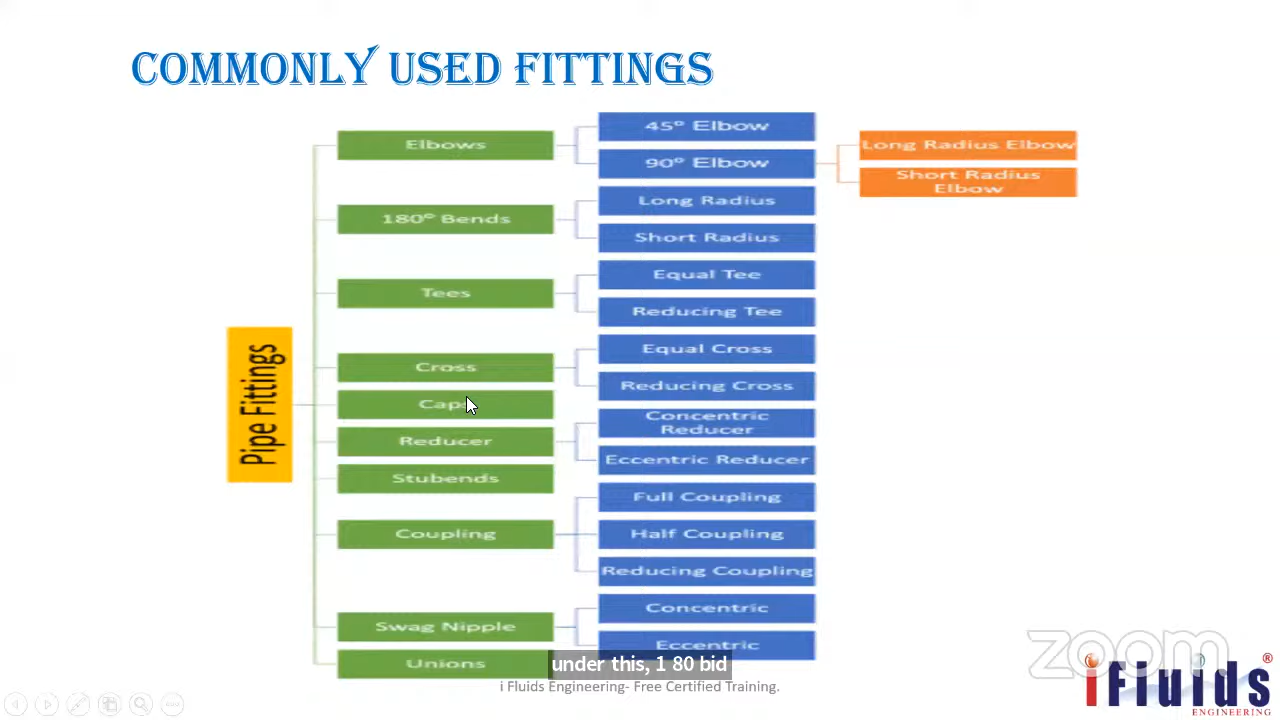 COMMONLY USED FITTINGS
Pipe Fittings
Elbows
45° Elbow
90° Elbow
Long Radius Elbow
Short Radius
Elbow
180° Bends
Long Radius
Short Radius
Tees
Equal Tee
Reducing Tee
Cross
Equal Cross
Reducing Cross
Caps
Reducer
Concentric
Reducer
Eccentric Reducer
Stubends
Coupling
Full Coupling
Half Coupling
Reducing Coupling
Swag Nipple
Concentric
Eccentric
Unions
under this, 1 80 bid
i Fluids Engineering- Free Certified Training.
zoom
iFluids®
ENGINEERING